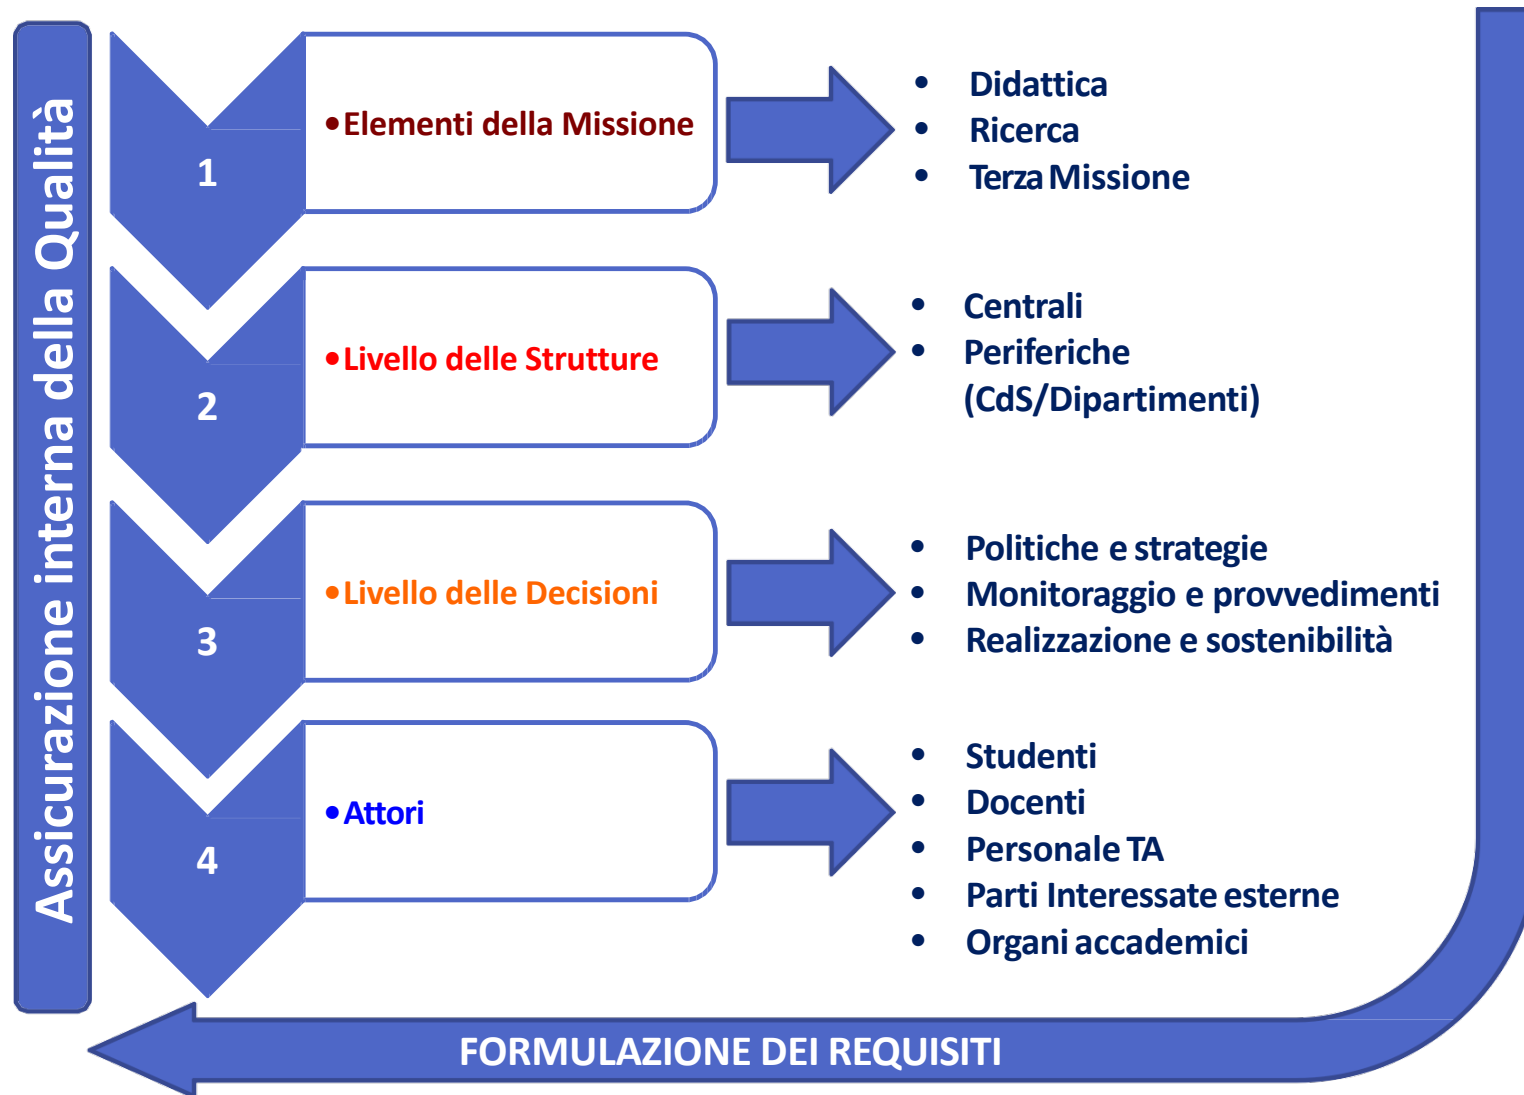 Assicurazione interna della Qualità
1
•Elementi della Missione
• Didattica
• Ricerca
• Terza Missione
2
•Livello delle Strutture
• Centrali
• Periferiche
(CdS/Dipartimenti)
3
•Livello delle Decisioni
• Politiche e strategie
• Monitoraggio e provvedimenti
• Realizzazione e sostenibilità
4
•Attori
• Studenti
• Docenti
• Personale TA
• Parti Interessate esterne
• Organi accademici
FORMULAZIONE DEI REQUISITI